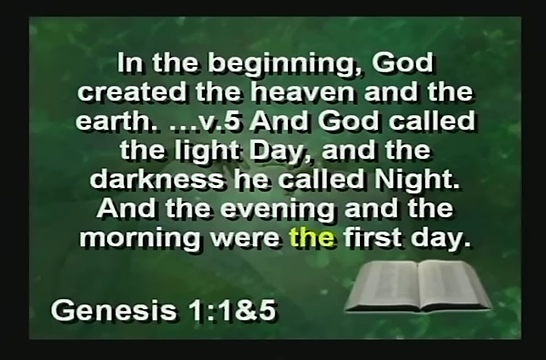 In the beginning, God
created the heaven and the
earth. ...v.5 And God called
the light Day, and the
darkness he called Night.
And the evening and the
morning were the first day.
Genesis 1:1&5